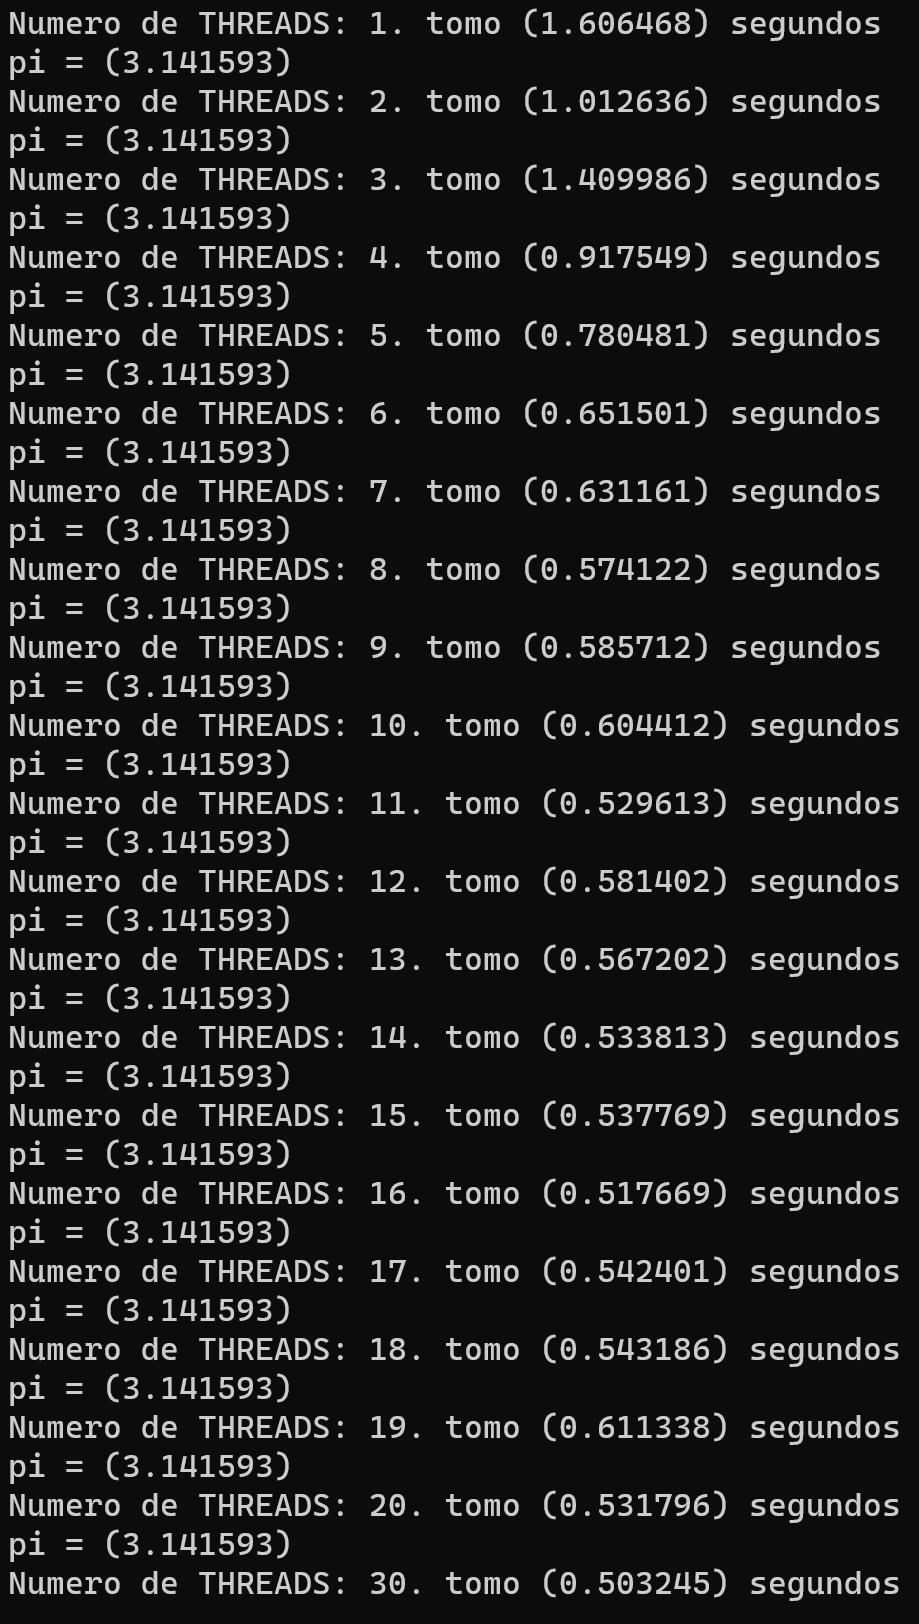 Numero de THREADS: 1. tomo (1.606468) segundos
pi = (3.141593)
Numero de THREADS: 2. tomo (1.012636) segundos
pi = (3.141593)
Numero de THREADS: 3. tomo (1.409986) segundos
pi = (3.141593)
Numero de THREADS: 4. tomo (0.917549) segundos
pi = (3.141593)
Numero de THREADS: 5. tomo (0.780481) segundos
pi = (3.141593)
Numero de THREADS: 6. tomo (0.651501) segundos
pi = (3.141593)
Numero de THREADS: 7. tomo (0.631161) segundos
pi = (3.141593)
Numero de THREADS: 8. tomo (0.574122) segundos
pi = (3.141593)
Numero de THREADS: 9. tomo (0.585712) segundos
pi = (3.141593)
Numero de THREADS: 10. tomo (0.604412) segundos
pi = (3.141593)
Numero de THREADS: 11. tomo (0.529613) segundos
pi = (3.141593)
Numero de THREADS: 12. tomo (0.581402) segundos
pi = (3.141593)
Numero de THREADS: 13. tomo (0.567202) segundos
pi = (3.141593)
Numero de THREADS: 14. tomo (0.533813) segundos
pi = (3.141593)
Numero de THREADS: 15. tomo (0.537769) segundos
pi = (3.141593)
Numero de THREADS: 16. tomo (0.517669) segundos
pi = (3.141593)
Numero de THREADS: 17. tomo (0.542401) segundos
pi = (3.141593)
Numero de THREADS: 18. tomo (0.543186) segundos
pi = (3.141593)
Numero de THREADS: 19. tomo (0.611338) segundos
pi = (3.141593)
Numero de THREADS: 20. tomo (0.531796) segundos
pi = (3.141593)
Numero de THREADS: 30. tomo (0.503245) segundos